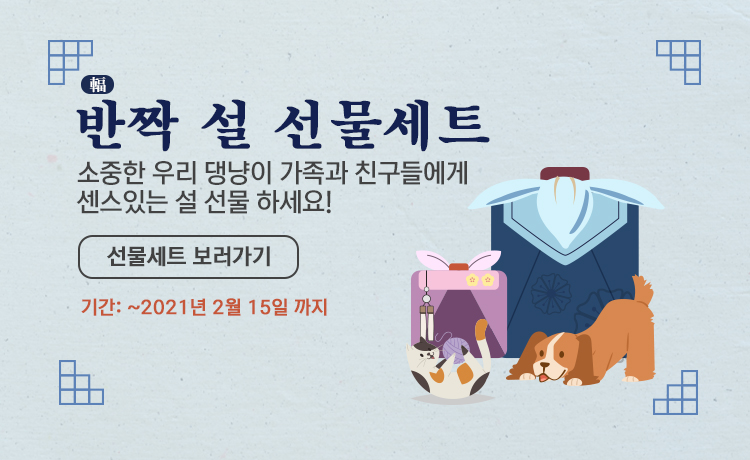 輻
반짝 설 선물세트
소중한 우리 댕냥이 가족과 친구들에게
센스있는 설 선물 하세요!
선물세트 보러가기
기간: ~2021년 2월 15일 까지